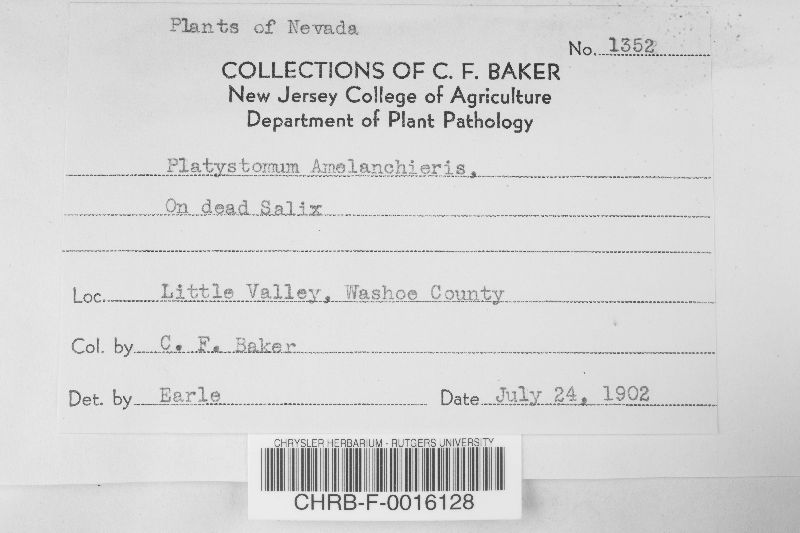 Plants of Nevada
No. 1352
COLLECTIONS OF C. F. BAKER
New Jersey College of Agriculture
Department of Plant Pathology
Platystomum Amelanchieris,
On dead Salix
Loc. Little Valley, Washoe County
Col. by C. F. Baker
Det. by Earle Date July 24, 1902
CHRYSLER HERBARIUM - RUTGERS UNIVERSITY
CHRB-F-0016128